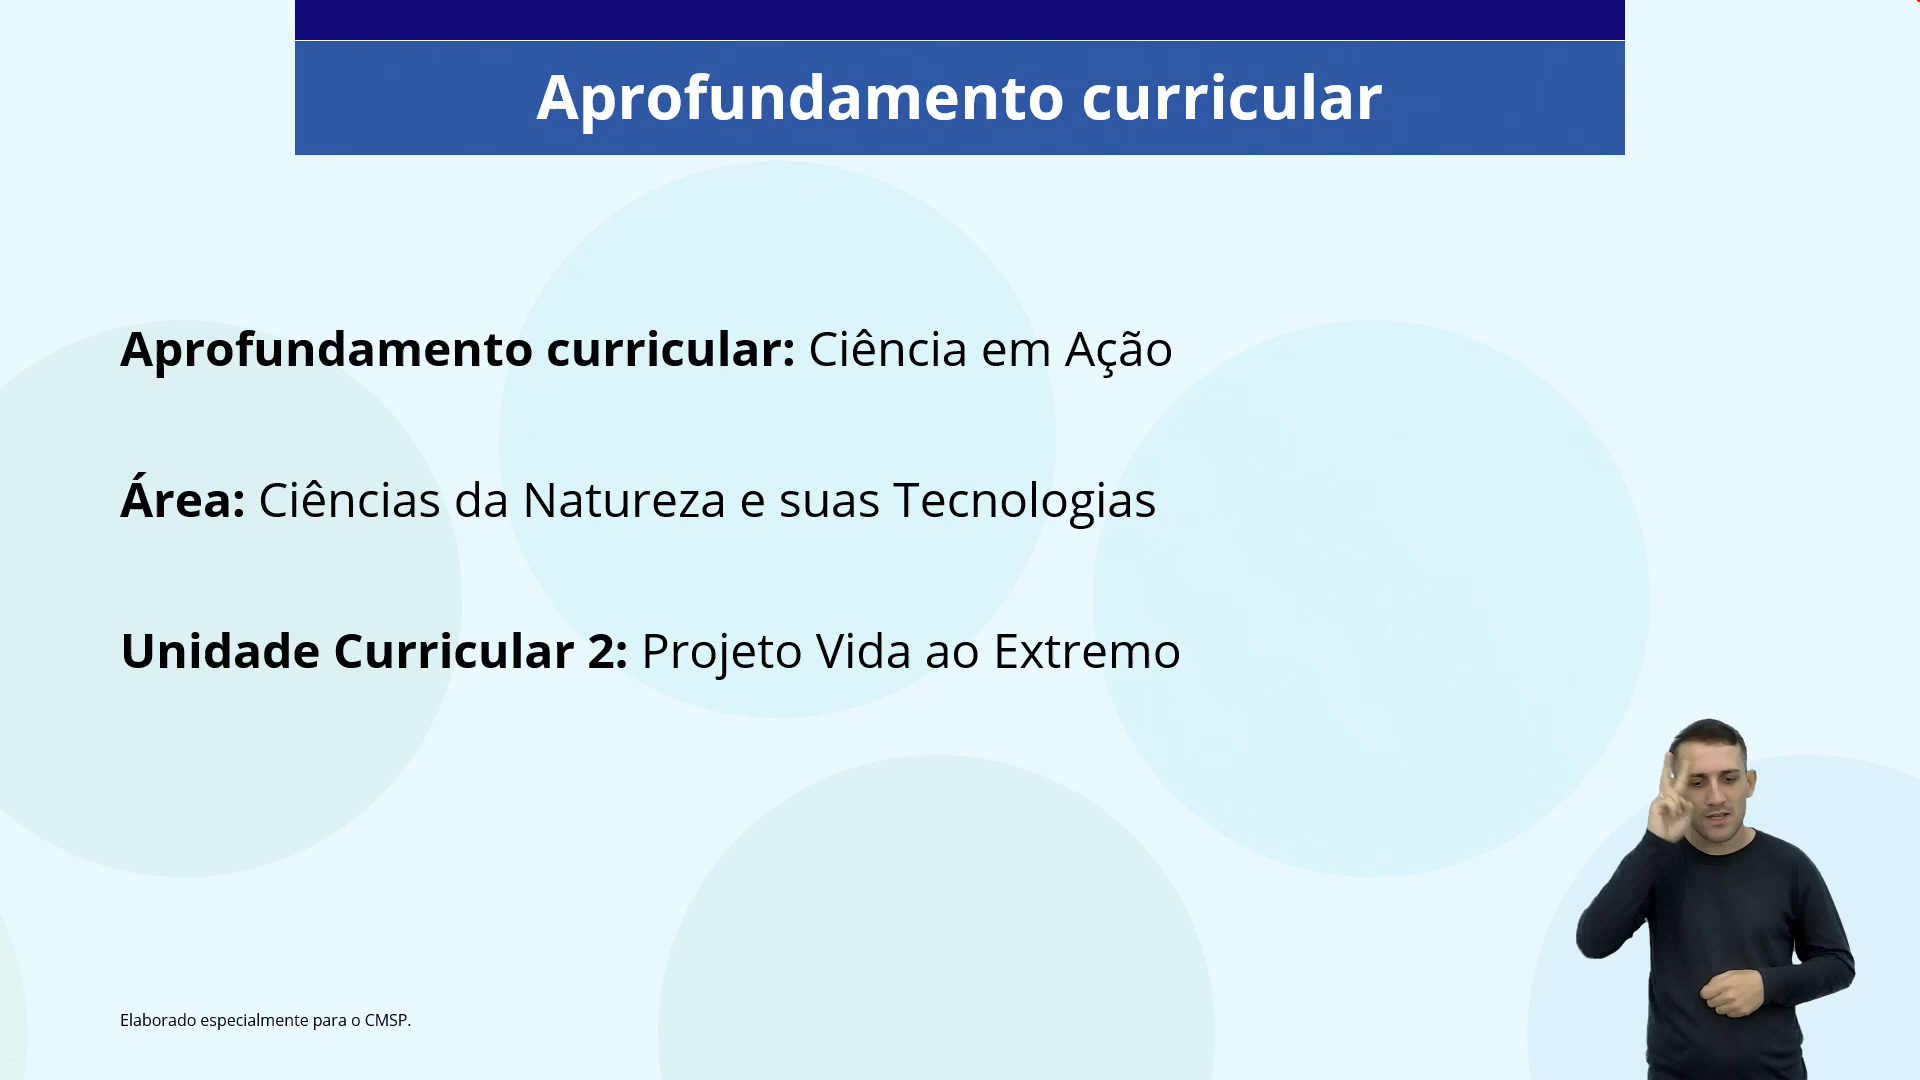 Aprofundamento curricular
Aprofundamento curricular: Ciência em Ação
Área: Ciências da Natureza e suas Tecnologias
Unidade Curricular 2: Projeto Vida ao Extremo
Elaborado especialmente para o CMSP.